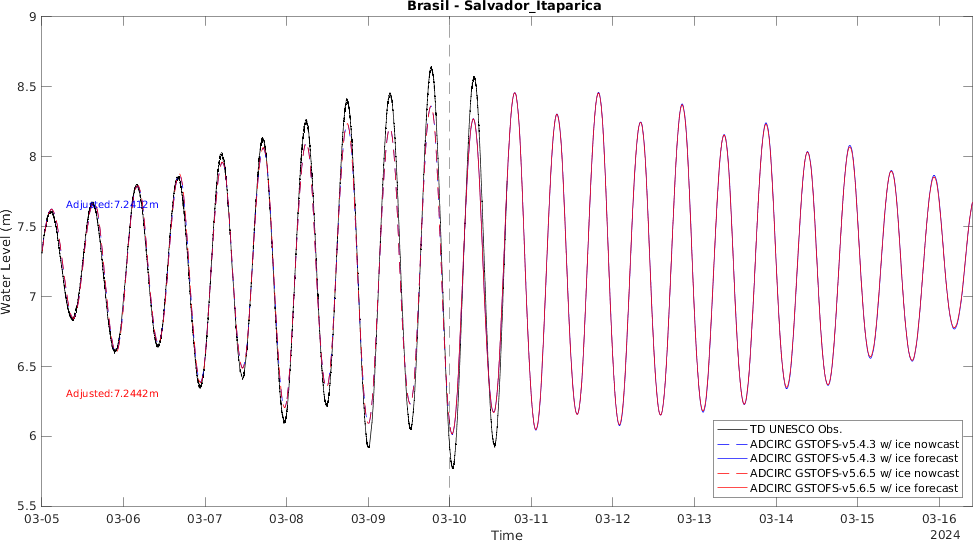 Brasil - Salvador_Itaparica
9
8.5
8
7.5
7
6.5
6
5.5
Water Level (m)
Adjusted:7.2412m
Adjusted:7.2442m
TD UNESCO Obs.
ADCIRC GSTOFS-v5.4.3 w/ ice nowcast
ADCIRC GSTOFS-v5.4.3 w/ ice forecast
ADCIRC GSTOFS-v5.6.5 w/ ice nowcast
ADCIRC GSTOFS-v5.6.5 w/ ice forecast
03-05 03-06 03-07 03-08 03-09 03-10 03-11 03-12 03-13 03-14 03-15 03-16
Time
2024